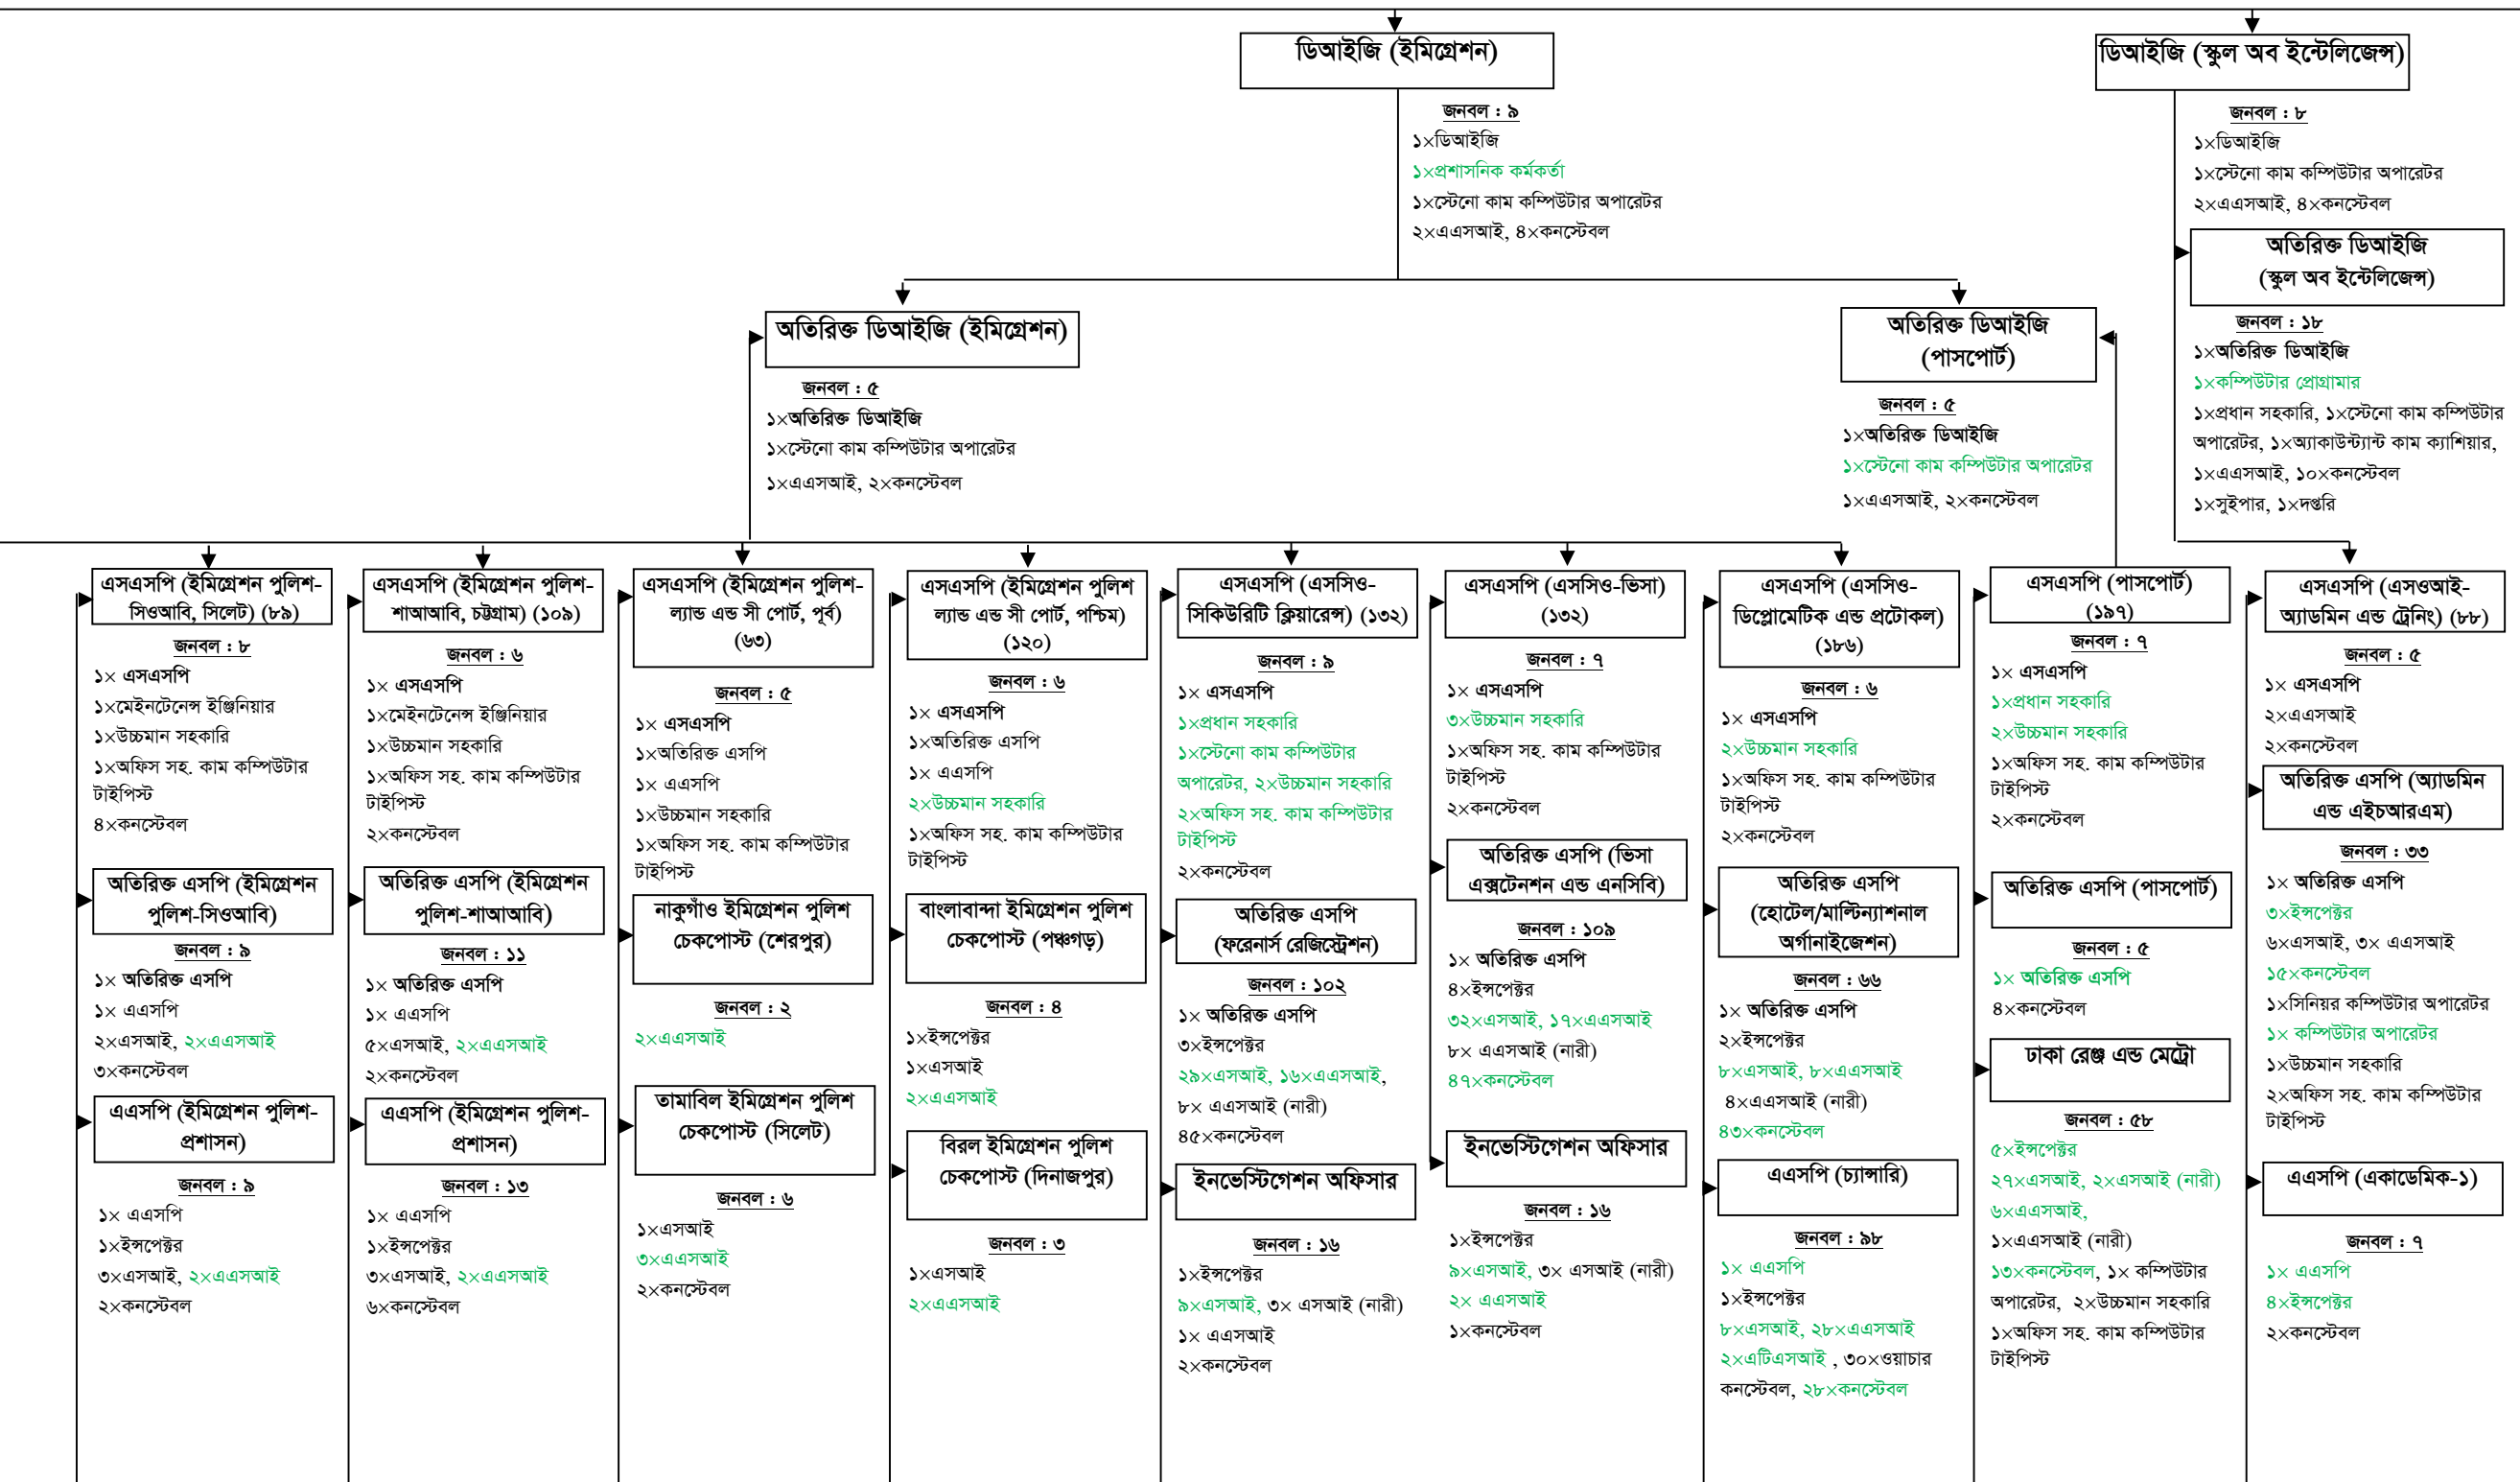 ডিআইজি (ইমিগ্রেশন)
জনবল : ৯
১×ডিআইজি
১×প্রশাসনিক কর্মকর্তা
১×স্টেনো কাম কম্পিউটার অপারেটর
২×এএসআই, ৪×কনস্টেবল
ডিআইজি (স্কুল অব ইন্টেলিজেন্স)
জনবল : ৮
১×ডিআইজি
১×স্টেনো কাম কম্পিউটার অপারেটর
২×এএসআই, ৪×কনস্টেবল
অতিরিক্ত ডিআইজি
(স্কুল অব ইন্টেলিজেন্স)
জনবল : ১৮
১×অতিরিক্ত ডিআইজি
১×কম্পিউটার প্রোগ্রামার
১×প্রধান সহকারি, ১×স্টেনো কাম কম্পিউটার
অপারেটর, ১×অ্যাকাউন্ট্যান্ট কাম ক্যাশিয়ার,
১×এএসআই, ১০×কনস্টেবল
১×সুইপার, ১×দপ্তরি
অতিরিক্ত ডিআইজি (ইমিগ্রেশন)
জনবল : ৫
১×অতিরিক্ত ডিআইজি
১×স্টেনো কাম কম্পিউটার অপারেটর
১×এএসআই, ২×কনস্টেবল
অতিরিক্ত ডিআইজি
(পাসপোর্ট)
জনবল : ৫
১×অতিরিক্ত ডিআইজি
১×স্টেনো কাম কম্পিউটার অপারেটর
১×এএসআই, ২×কনস্টেবল
এসএসপি (ইমিগ্রেশন পুলিশ-
সিওআবি, সিলেট) (৮৯)
জনবল : ৮
১× এসএসপি
১×মেইনটেনেন্স ইঞ্জিনিয়ার
১×উচ্চমান সহকারি
১×অফিস সহ. কাম কম্পিউটার
টাইপিস্ট
৪×কনস্টেবল
অতিরিক্ত এসপি (ইমিগ্রেশন
পুলিশ-সিওআবি)
জনবল : ৯
১× অতিরিক্ত এসপি
১× এএসপি
২×এসআই, ২×এএসআই
৩×কনস্টেবল
এএসপি (ইমিগ্রেশন পুলিশ-
প্রশাসন)
জনবল : ৯
১× এএসপি
১×ইন্সপেক্টর
৩×এসআই, ২×এএসআই
২×কনস্টেবল
এসএসপি (ইমিগ্রেশন পুলিশ-
শাআআবি, চট্টগ্রাম) (১০৯)
জনবল : ৬
১× এসএসপি
১×মেইনটেনেন্স ইঞ্জিনিয়ার
১×উচ্চমান সহকারি
১×অফিস সহ. কাম কম্পিউটার
টাইপিস্ট
২×কনস্টেবল
অতিরিক্ত এসপি (ইমিগ্রেশন
পুলিশ-শাআআবি)
জনবল : ১১
১× অতিরিক্ত এসপি
১× এএসপি
৫×এসআই, ২×এএসআই
২×কনস্টেবল
এএসপি (ইমিগ্রেশন পুলিশ-
প্রশাসন)
জনবল : ১৩
১× এএসপি
১×ইন্সপেক্টর
৩×এসআই, ২×এএসআই
৬×কনস্টেবল
এসএসপি (ইমিগ্রেশন পুলিশ-
ল্যান্ড এন্ড সী পোর্ট, পূর্ব)
(৬৩)
জনবল : ৫
১× এসএসপি
১×অতিরিক্ত এসপি
১× এএসপি
১×উচ্চমান সহকারি
১×অফিস সহ. কাম কম্পিউটার
টাইপিস্ট
নাকুগাঁও ইমিগ্রেশন পুলিশ
চেকপোস্ট (শেরপুর)
জনবল : ২
২×এএসআই
তামাবিল ইমিগ্রেশন পুলিশ
চেকপোস্ট (সিলেট)
জনবল : ৬
১×এসআই
৩×এএসআই
২×কনস্টেবল
এসএসপি (ইমিগ্রেশন পুলিশ
ল্যান্ড এন্ড সী পোর্ট, পশ্চিম)
(১২০)
জনবল : ৬
১× এসএসপি
১×অতিরিক্ত এসপি
১× এএসপি
২×উচ্চমান সহকারি
১×অফিস সহ. কাম কম্পিউটার
টাইপিস্ট
বাংলাবান্দা ইমিগ্রেশন পুলিশ
চেকপোস্ট (পঞ্চগড়)
জনবল : ৪
১×ইন্সপেক্টর
১×এসআই
২×এএসআই
বিরল ইমিগ্রেশন পুলিশ
চেকপোস্ট (দিনাজপুর)
জনবল : ৩
১×এসআই
২×এএসআই
এসএসপি (এসসিও-
সিকিউরিটি ক্লিয়ারেন্স) (১৩২)
জনবল : ৯
১× এসএসপি
১×প্রধান সহকারি
১×স্টেনো কাম কম্পিউটার
অপারেটর, ২×উচ্চমান সহকারি
২×অফিস সহ. কাম কম্পিউটার
টাইপিস্ট
২×কনস্টেবল
অতিরিক্ত এসপি
(ফরেনার্স রেজিস্ট্রেশন)
জনবল : ১০২
১× অতিরিক্ত এসপি
৩×ইন্সপেক্টর
২৯×এসআই, ১৬×এএসআই,
৮× এএসআই (নারী)
৪৫×কনস্টেবল
ইনভেস্টিগেশন অফিসার
জনবল : ১৬
১×ইন্সপেক্টর
৯×এসআই, ৩× এসআই (নারী)
১× এএসআই
২×কনস্টেবল
এসএসপি (এসসিও-ভিসা)
(১৩২)
জনবল : ৭
১× এসএসপি
৩×উচ্চমান সহকারি
১×অফিস সহ. কাম কম্পিউটার
টাইপিস্ট
২×কনস্টেবল
অতিরিক্ত এসপি (ভিসা
এক্সটেনশন এন্ড এনসিবি)
জনবল : ১০৯
১× অতিরিক্ত এসপি
৪×ইন্সপেক্টর
৩২×এসআই, ১৭×এএসআই
৮× এএসআই (নারী)
৪৭×কনস্টেবল
ইনভেস্টিগেশন অফিসার
জনবল : ১৬
১×ইন্সপেক্টর
৯×এসআই, ৩× এসআই (নারী)
২× এএসআই
১×কনস্টেবল
এসএসপি (এসসিও-
ডিপ্লোমেটিক এন্ড প্রটোকল)
(১৮৬)
জনবল : ৬
১× এসএসপি
২×উচ্চমান সহকারি
১×অফিস সহ. কাম কম্পিউটার
টাইপিস্ট
২×কনস্টেবল
অতিরিক্ত এসপি
(হোটেল/মাল্টিন্যাশনাল
অর্গানাইজেশন)
জনবল : ৬৬
১× অতিরিক্ত এসপি
২×ইন্সপেক্টর
৮×এসআই, ৮×এএসআই
৪×এএসআই (নারী)
৪৩×কনস্টেবল
এএসপি (চ্যান্সারি)
জনবল : ৯৮
১× এএসপি
১×ইন্সপেক্টর
৮×এসআই, ২৮×এএসআই
২×এটিএসআই , ৩০×ওয়াচার
কনস্টেবল, ২৮×কনস্টেবল
এসএসপি (পাসপোর্ট)
(১৯৭)
জনবল : ৭
১× এসএসপি
১×প্রধান সহকারি
২×উচ্চমান সহকারি
১×অফিস সহ. কাম কম্পিউটার
টাইপিস্ট
২×কনস্টেবল
অতিরিক্ত এসপি (পাসপোর্ট)
জনবল : ৫
১× অতিরিক্ত এসপি
৪×কনস্টেবল
ঢাকা রেঞ্জ এন্ড মেট্রো
জনবল : ৫৮
৫×ইন্সপেক্টর
২৭×এসআই, ২×এসআই (নারী)
৬×এএসআই,
১×এএসআই (নারী)
১৩×কনস্টেবল, ১× কম্পিউটার
অপারেটর, ২×উচ্চমান সহকারি
১×অফিস সহ. কাম কম্পিউটার
টাইপিস্ট
এসএসপি (এসওআই-
অ্যাডমিন এন্ড ট্রেনিং) (৮৮)
জনবল : ৫
১× এসএসপি
২×এএসআই
২×কনস্টেবল
অতিরিক্ত এসপি (অ্যাডমিন
এন্ড এইচআরএম)
জনবল : ৩৩
১× অতিরিক্ত এসপি
৩×ইন্সপেক্টর
৬×এসআই, ৩× এএসআই
১৫×কনস্টেবল
১×সিনিয়র কম্পিউটার অপারেটর
১× কম্পিউটার অপারেটর
১×উচ্চমান সহকারি
২×অফিস সহ. কাম কম্পিউটার
টাইপিস্ট
এএসপি (একাডেমিক-১)
জনবল : ৭
১× এএসপি
৪×ইন্সপেক্টর
২×কনস্টেবল